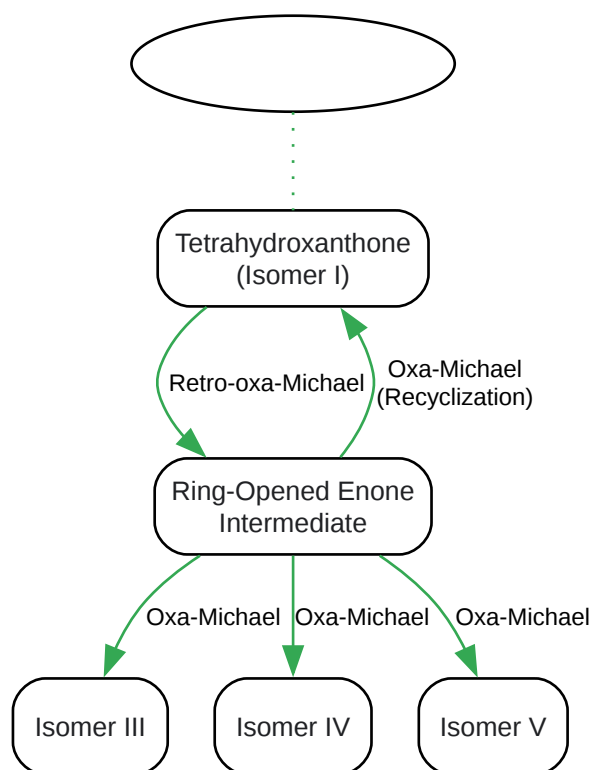 Tetrahydroxanthone
(Isomer I)
Retro-oxa-Michael
Oxa-Michael
(Recyclization)
Ring-Opened Enone
Intermediate
Oxa-Michael
Oxa-Michael
Oxa-Michael
Isomer III
Isomer IV
Isomer V